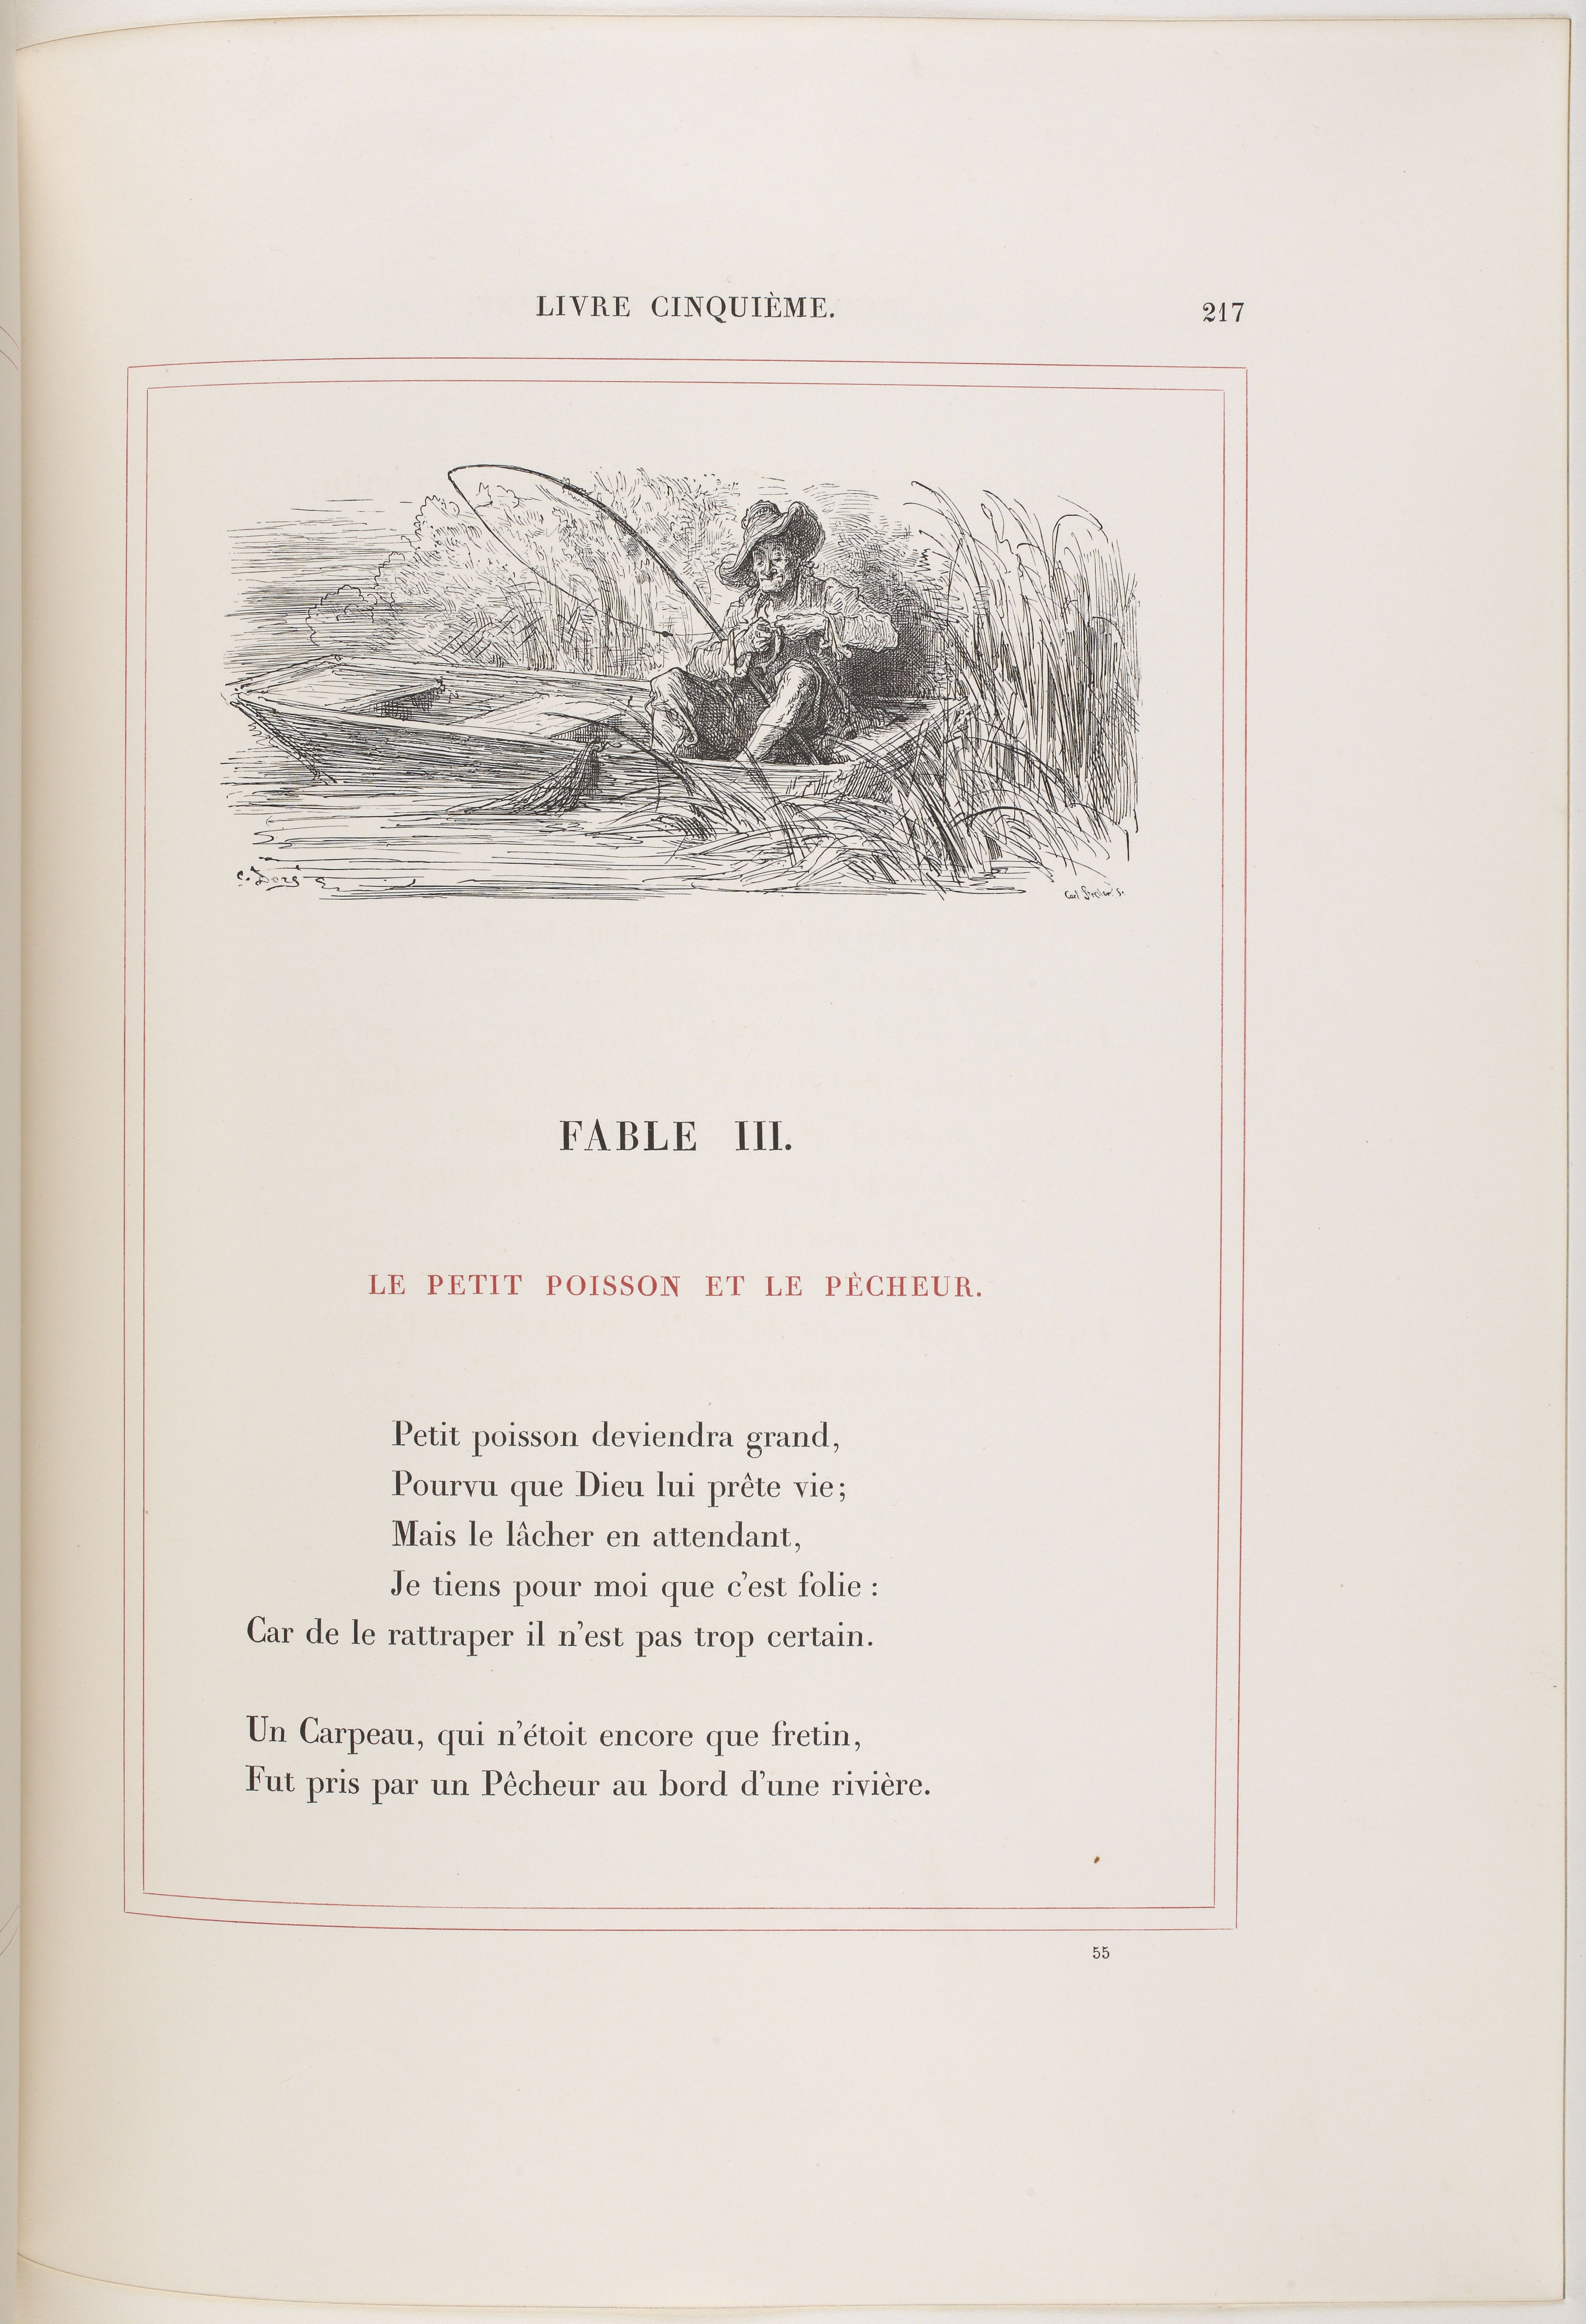 LIVRE CINQUIÈME.
217
G. Doré
FABLE III.
LE PETIT POISSON ET LE PÊCHEUR.
Petit poisson deviendra grand,
Pourvu que Dieu lui prête vie;
Mais le lâcher en attendant,
Je tiens pour moi que c'est folie :
Car de le rattraper il n'est pas trop certain.
Un Carpeau, qui n'étoit encore que fretin,
Fut pris par un Pêcheur au bord d'une rivière.
55